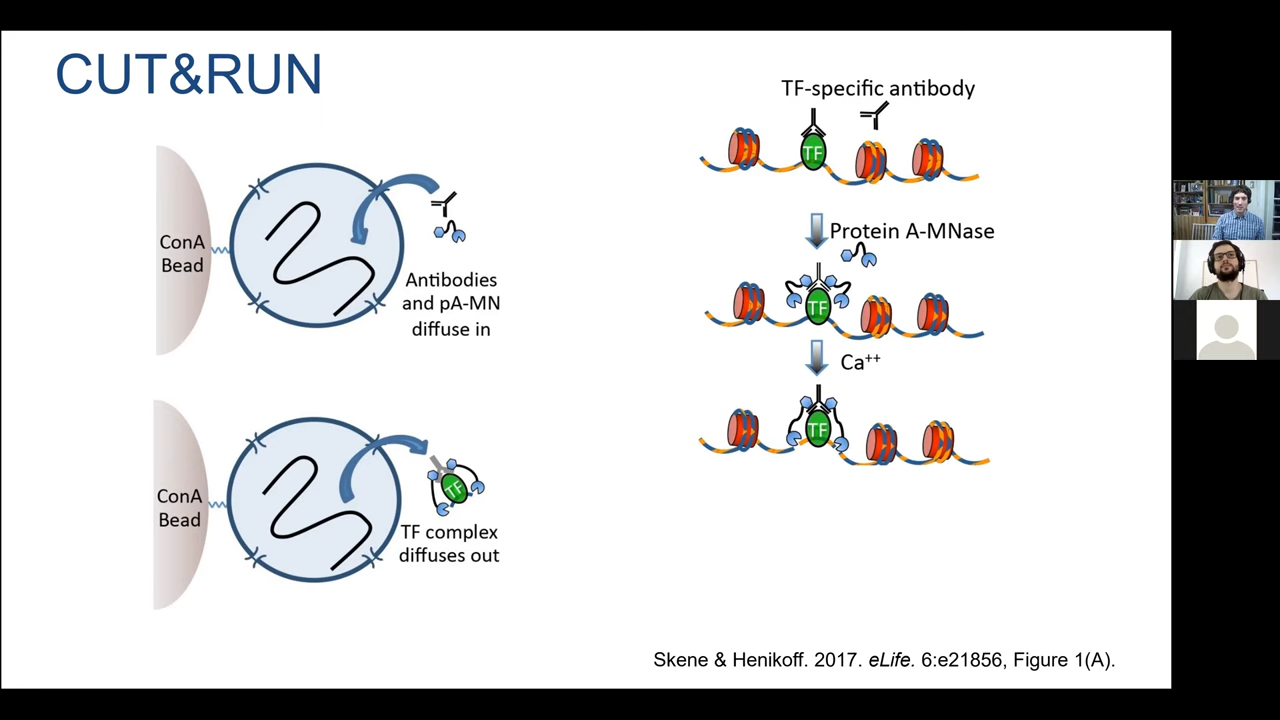 CUT&RUN
ConA
Bead
Antibodies
and pA-MN
diffuse in
ConA
Bead
TF
TF complex
diffuses out
TF-specific antibody
TF
Protein A-MNase
TF
Ca⁺⁺
TF
Skene & Henikoff. 2017. eLife. 6:e21856, Figure 1(A).